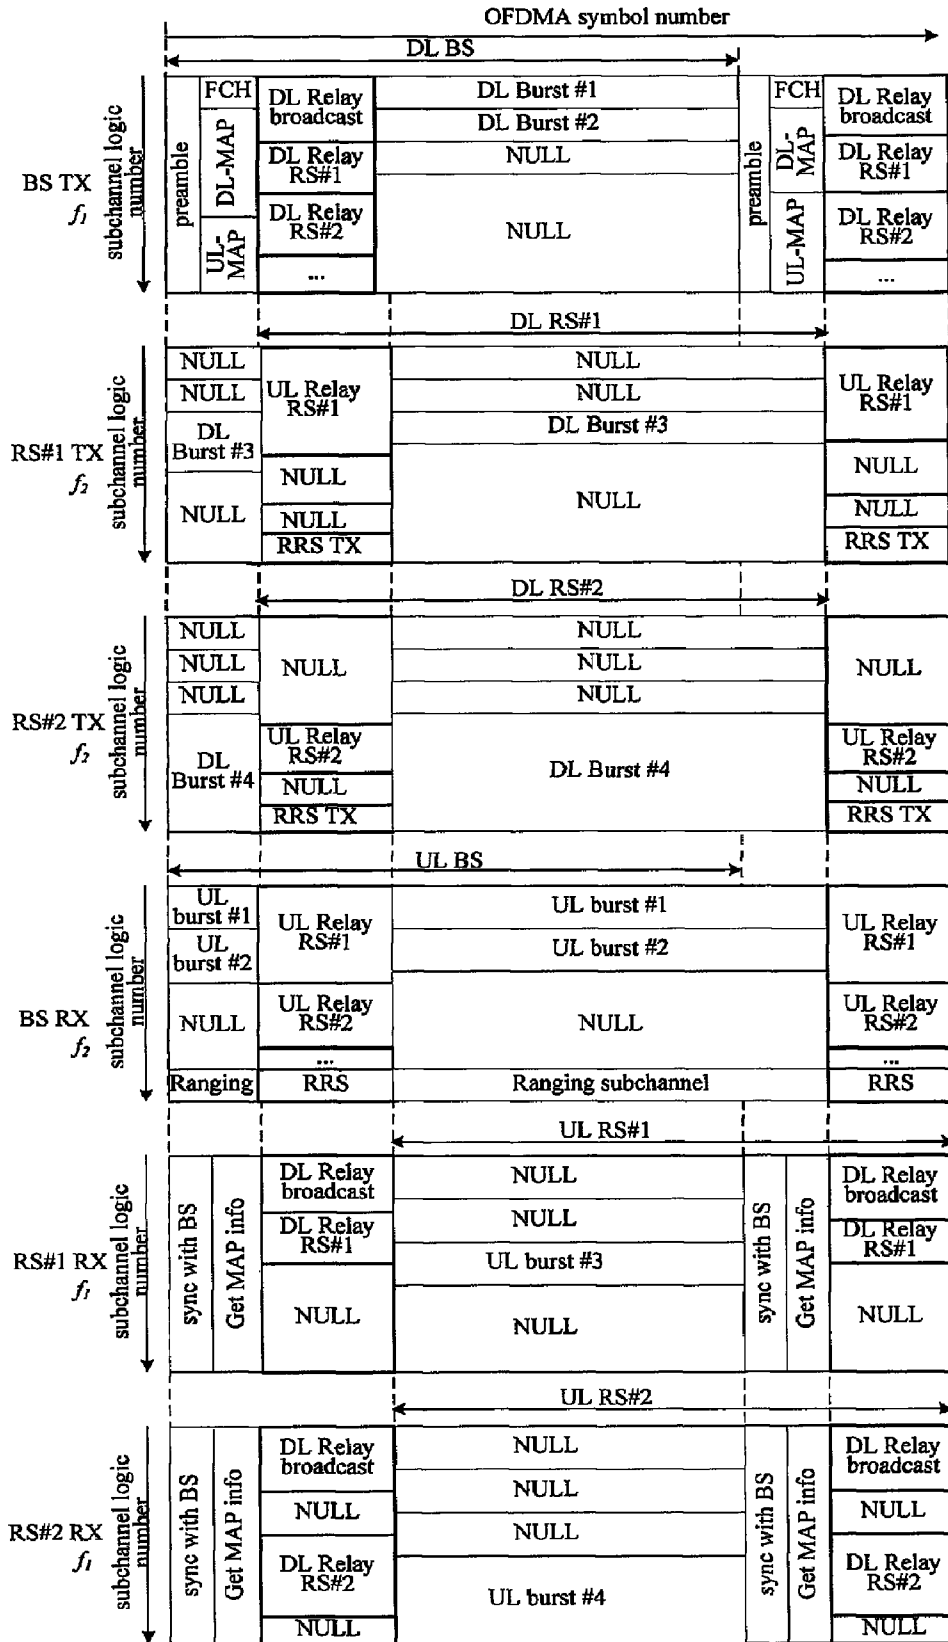 OFDMA symbol number
DL BS
BS TX
f1
subchannel logic
number
preamble
FCH
DL-MAP
UL-
MAP
DL Relay
broadcast
DL Relay
RS#1
DL Relay
RS#2
...
DL Burst #1
DL Burst #2
NULL
NULL
preamble
FCH
DL-
MAP
UL-MAP
DL Relay
broadcast
DL Relay
RS#1
DL Relay
RS#2
...
DL RS#1
RS#1 TX
f2
subchannel logic
number
NULL
NULL
DL
Burst #3
NULL
UL Relay
RS#1
NULL
NULL
RRS TX
NULL
NULL
DL Burst #3
NULL
UL Relay
RS#1
NULL
NULL
RRS TX
DL RS#2
RS#2 TX
f2
subchannel logic
number
NULL
NULL
NULL
DL
Burst #4
NULL
UL Relay
RS#2
NULL
RRS TX
NULL
NULL
NULL
DL Burst #4
NULL
UL Relay
RS#2
NULL
RRS TX
UL BS
BS RX
f2
subchannel logic
number
UL
burst #1
UL
burst #2
NULL
Ranging
UL Relay
RS#1
UL Relay
RS#2
...
RRS
UL burst #1
UL burst #2
NULL
Ranging subchannel
UL Relay
RS#1
UL Relay
RS#2
...
RRS
UL RS#1
RS#1 RX
f1
subchannel logic
number
sync with BS
Get MAP info
DL Relay
broadcast
DL Relay
RS#1
NULL
NULL
NULL
UL burst #3
NULL
sync with BS
Get MAP info
DL Relay
broadcast
DL Relay
RS#1
NULL
UL RS#2
RS#2 RX
f1
subchannel logic
number
sync with BS
Get MAP info
DL Relay
broadcast
NULL
DL Relay
RS#2
NULL
NULL
NULL
NULL
UL burst #4
sync with BS
Get MAP info
DL Relay
broadcast
NULL
DL Relay
RS#2
NULL